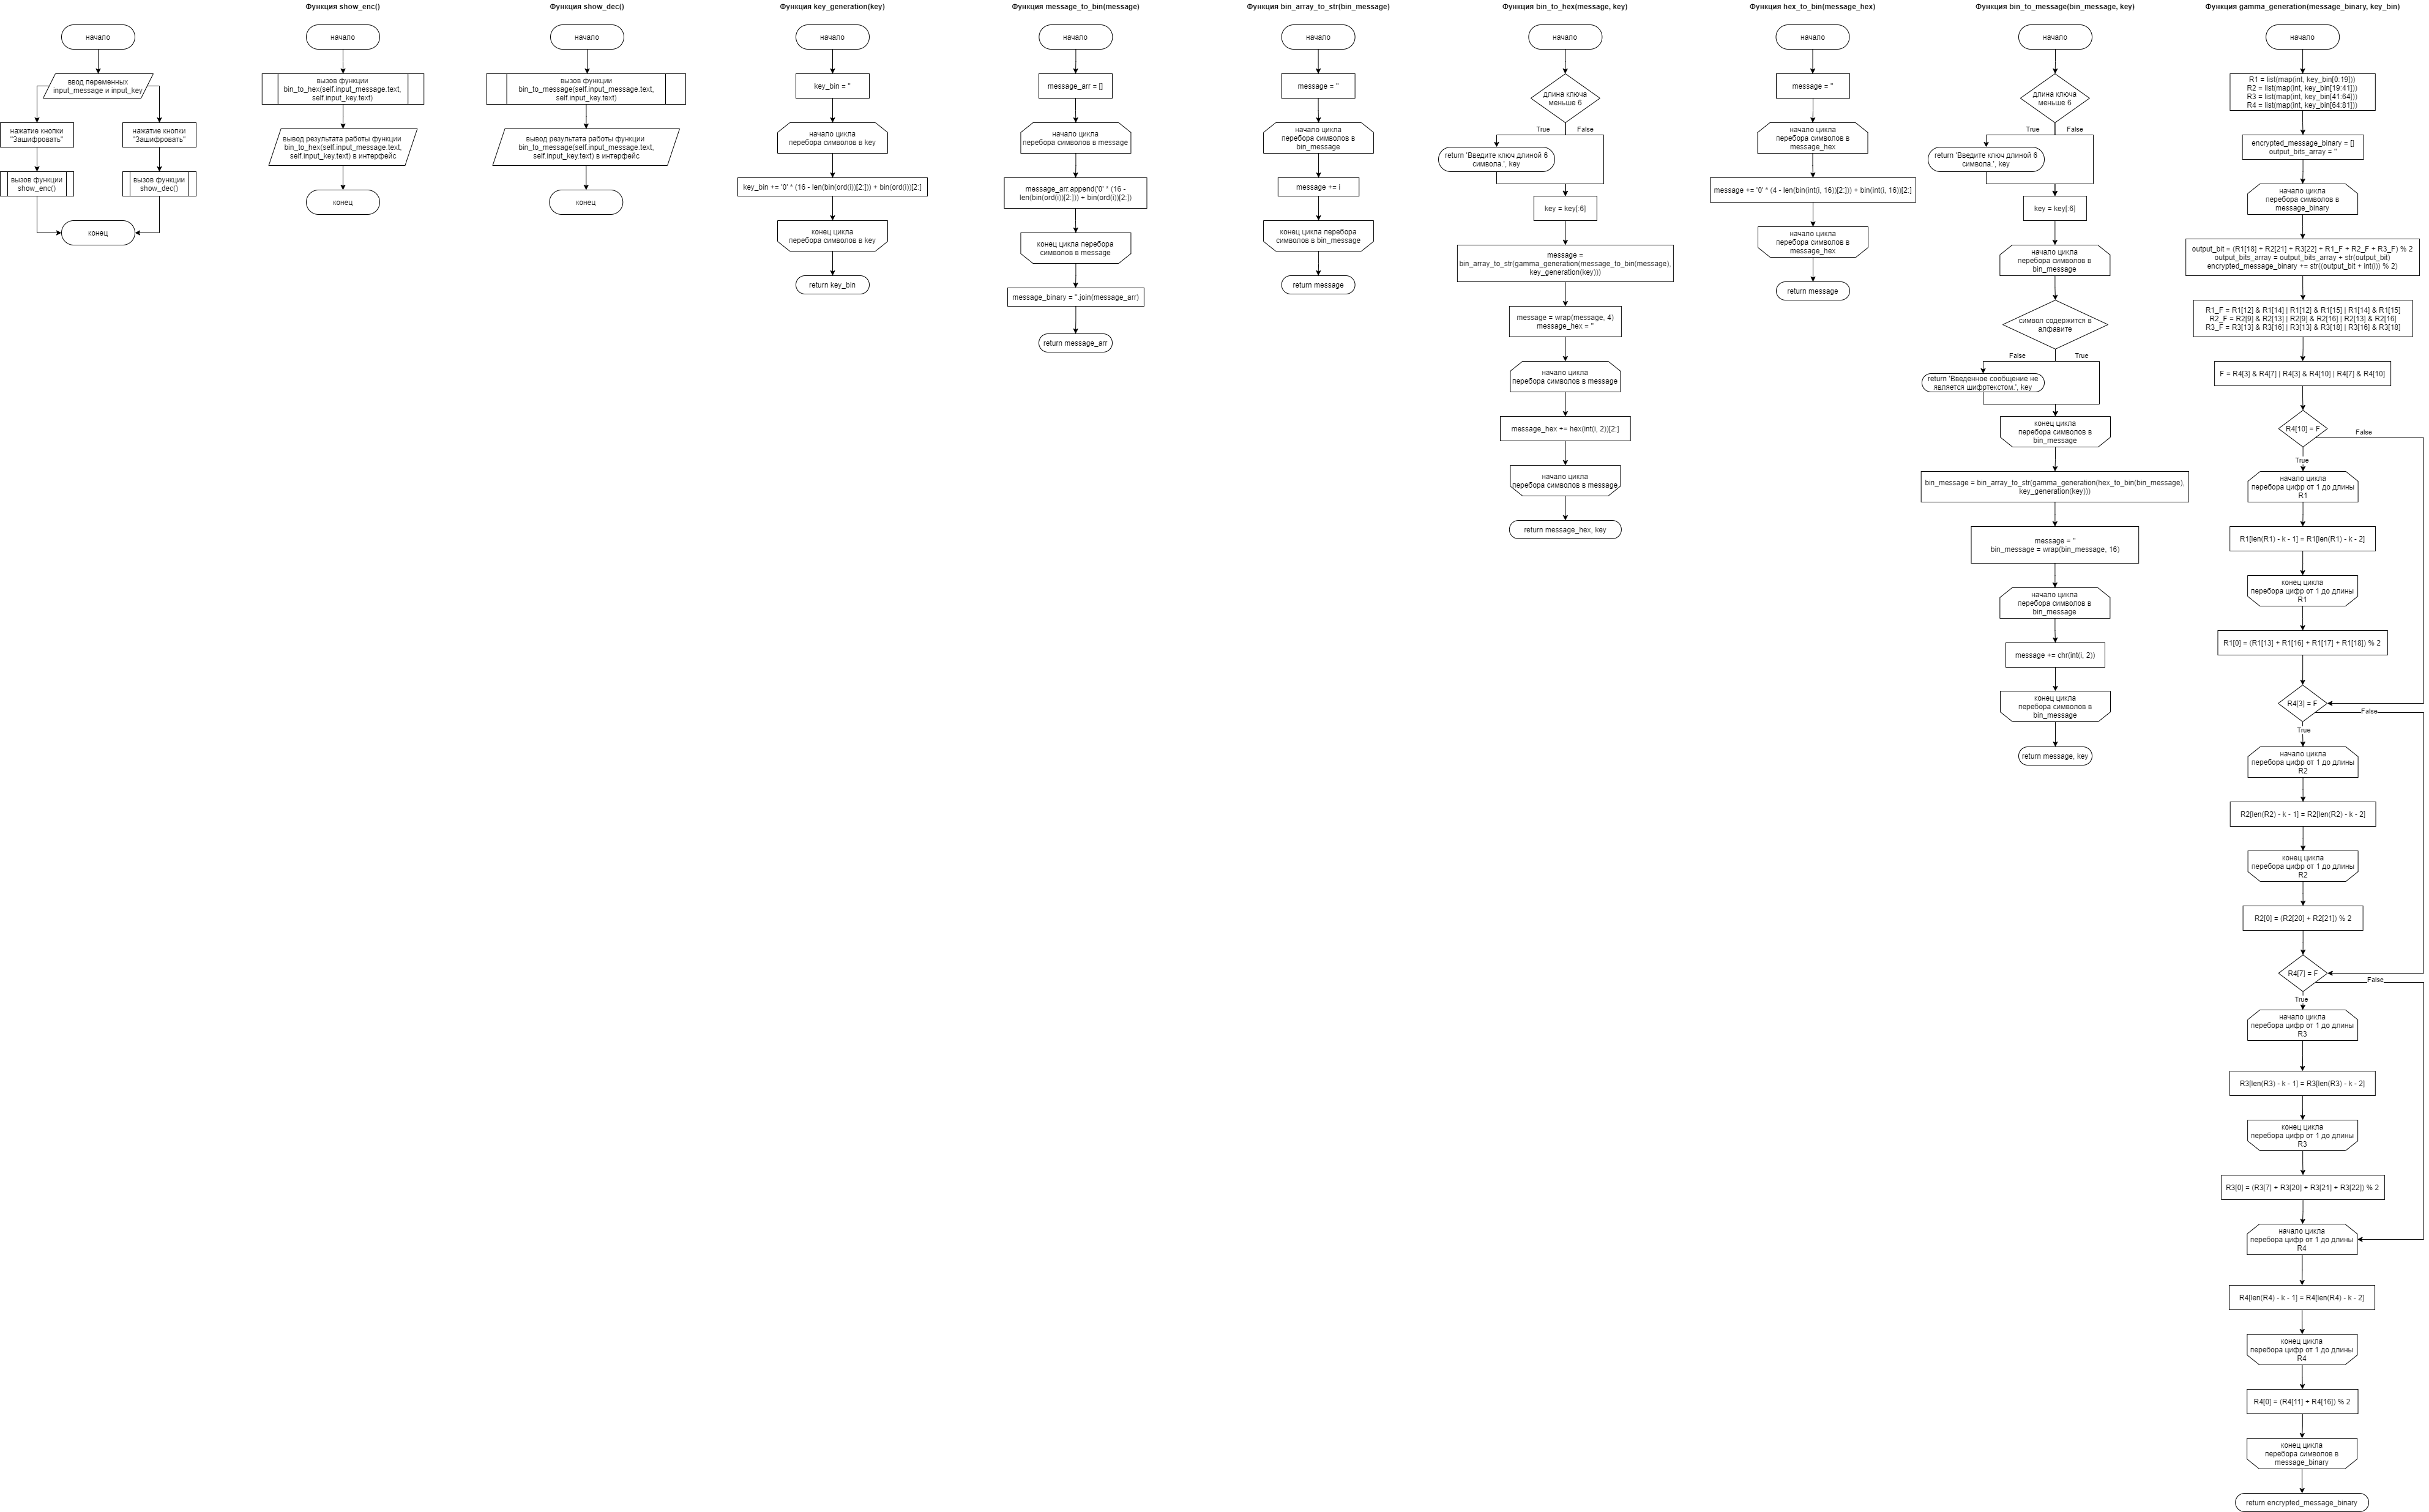 начало
ввод переменных
input_message и input_key
нажатие кнопки
"Зашифровать"
нажатие кнопки
"Зашифровать"
вызов функции
show_enc()
вызов функции
show_dec()
конец
Функция show_enc()
начало
вызов функции
bin_to_hex(self.input_message.text,
self.input_key.text)
вывод результата работы функции
bin_to_hex(self.input_message.text,
self.input_key.text) в интерфейс
конец
Функция show_dec()
начало
вызов функции
bin_to_message(self.input_message.text,
self.input_key.text)
вывод результата работы функции
bin_to_message(self.input_message.text,
self.input_key.text) в интерфейс
конец
Функция key_generation(key)
начало
key_bin = ''
начало цикла
перебора символов в key
key_bin += '0' * (16 - len(bin(ord(i))[2:])) + bin(ord(i))[2:]
конец цикла
перебора символов в key
return key_bin
Функция message_to_bin(message)
начало
message_arr = []
начало цикла
перебора символов в message
message_arr.append('0' * (16 -
len(bin(ord(i))[2:])) + bin(ord(i))[2:])
конец цикла перебора
символов в message
message_binary = ''.join(message_arr)
return message_arr
Функция bin_array_to_str(bin_message)
начало
message = ''
начало цикла
перебора символов в
bin_message
message += i
конец цикла перебора
символов в bin_message
return message
Функция bin_to_hex(message, key)
начало
длина ключа
меньше 6
True
False
return 'Введите ключ длиной 6
символа.', key
key = key[:6]
message =
bin_array_to_str(gamma_generation(message_to_bin(message),
key_generation(key)))
message = wrap(message, 4)
message_hex = ''
начало цикла
перебора символов в message
message_hex += hex(int(i, 2))[2:]
начало цикла
перебора символов в message
return message_hex, key
Функция hex_to_bin(message_hex)
начало
message = ''
начало цикла
перебора символов в
message_hex
message += '0' * (4 - len(bin(int(i, 16))[2:])) + bin(int(i, 16))[2:]
начало цикла
перебора символов в
message_hex
return message
Функция bin_to_message(bin_message, key)
начало
длина ключа
меньше 6
True
False
return 'Введите ключ длиной 6
символа.', key
key = key[:6]
начало цикла
перебора символов в
bin_message
символ содержится в
алфавите
False
True
return 'Введенное сообщение не
является шифртекстом.', key
конец цикла
перебора символов в
bin_message
bin_message = bin_array_to_str(gamma_generation(hex_to_bin(bin_message),
key_generation(key)))
message = ''
bin_message = wrap(bin_message, 16)
начало цикла
перебора символов в
bin_message
message += chr(int(i, 2))
конец цикла
перебора символов в
bin_message
return message, key
Функция gamma_generation(message_binary, key_bin)
начало
R1 = list(map(int, key_bin[0:19]))
R2 = list(map(int, key_bin[19:41]))
R3 = list(map(int, key_bin[41:64]))
R4 = list(map(int, key_bin[64:81]))
encrypted_message_binary = []
output_bits_array = ''
начало цикла
перебора символов в
message_binary
output_bit = (R1[18] + R2[21] + R3[22] + R1_F + R2_F + R3_F) % 2
output_bits_array = output_bits_array + str(output_bit)
encrypted_message_binary += str((output_bit + int(i)) % 2)
R1_F = R1[12] & R1[14] | R1[12] & R1[15] | R1[14] & R1[15]
R2_F = R2[9] & R2[13] | R2[9] & R2[16] | R2[13] & R2[16]
R3_F = R3[13] & R3[16] | R3[13] & R3[18] | R3[16] & R3[18]
F = R4[3] & R4[7] | R4[3] & R4[10] | R4[7] & R4[10]
R4[10] = F
False
True
начало цикла
перебора цифр от 1 до длины
R1
R1[len(R1) - k - 1] = R1[len(R1) - k - 2]
конец цикла
перебора цифр от 1 до длины
R1
R1[0] = (R1[13] + R1[16] + R1[17] + R1[18]) % 2
R4[3] = F
False
True
начало цикла
перебора цифр от 1 до длины
R2
R2[len(R2) - k - 1] = R2[len(R2) - k - 2]
конец цикла
перебора цифр от 1 до длины
R2
R2[0] = (R2[20] + R2[21]) % 2
R4[7] = F
False
True
начало цикла
перебора цифр от 1 до длины
R3
R3[len(R3) - k - 1] = R3[len(R3) - k - 2]
конец цикла
перебора цифр от 1 до длины
R3
R3[0] = (R3[7] + R3[20] + R3[21] + R3[22]) % 2
начало цикла
перебора цифр от 1 до длины
R4
R4[len(R4) - k - 1] = R4[len(R4) - k - 2]
конец цикла
перебора цифр от 1 до длины
R4
R4[0] = (R4[11] + R4[16]) % 2
конец цикла
перебора символов в
message_binary
return encrypted_message_binary